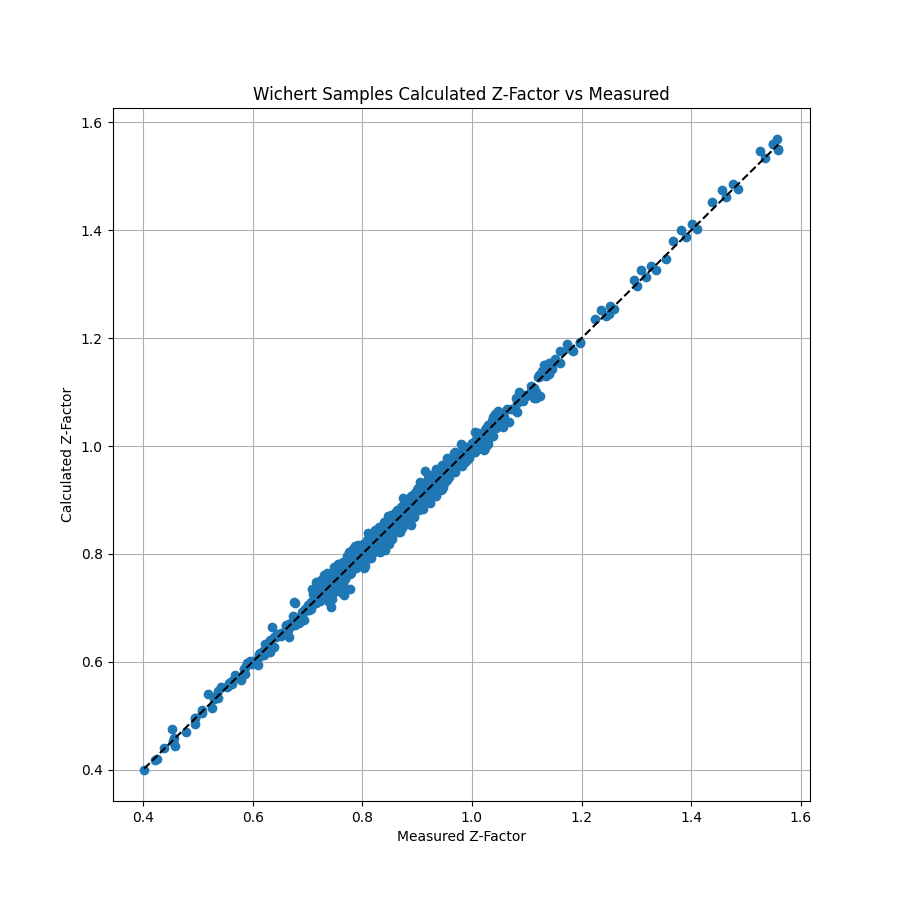 Wichert Samples Calculated Z-Factor vs Measured
1.6
1.4
1.2
1.0
0.8
0.6
0.4
Calculated Z-Factor
0.4 0.6 0.8 1.0 1.2 1.4 1.6
Measured Z-Factor